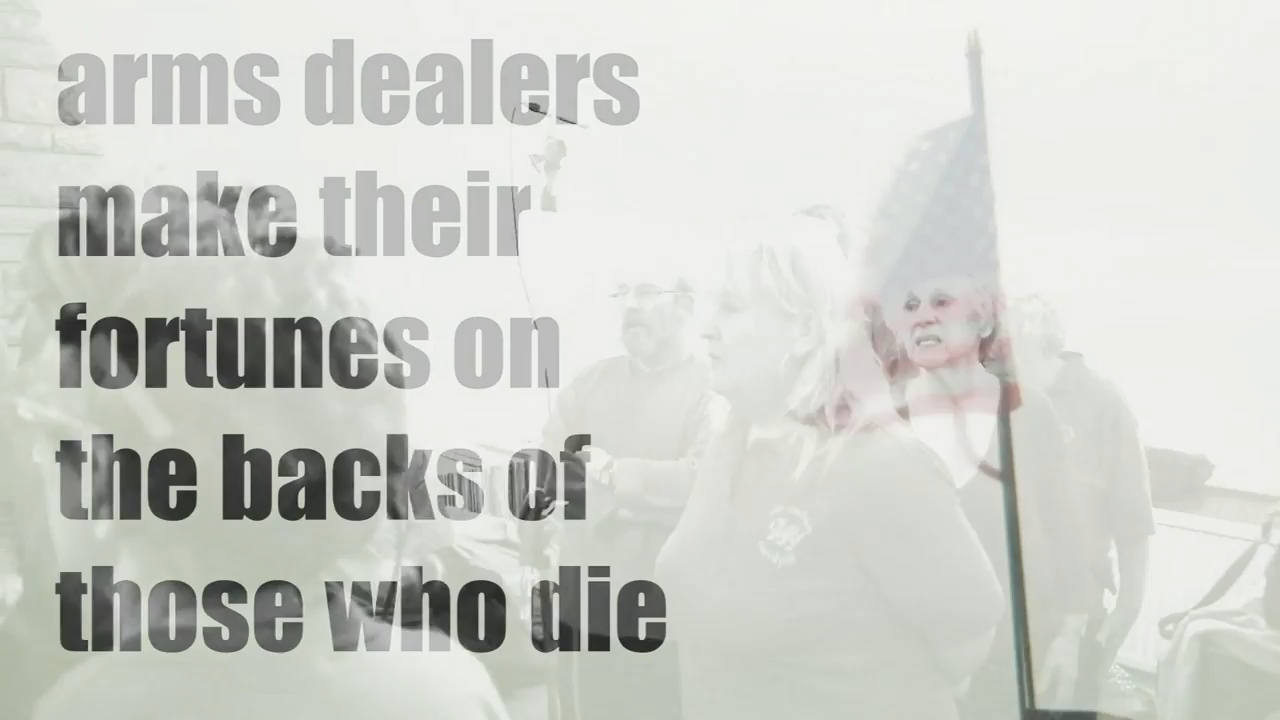 arms dealers
make their
fortunes on
the backs of
those who die